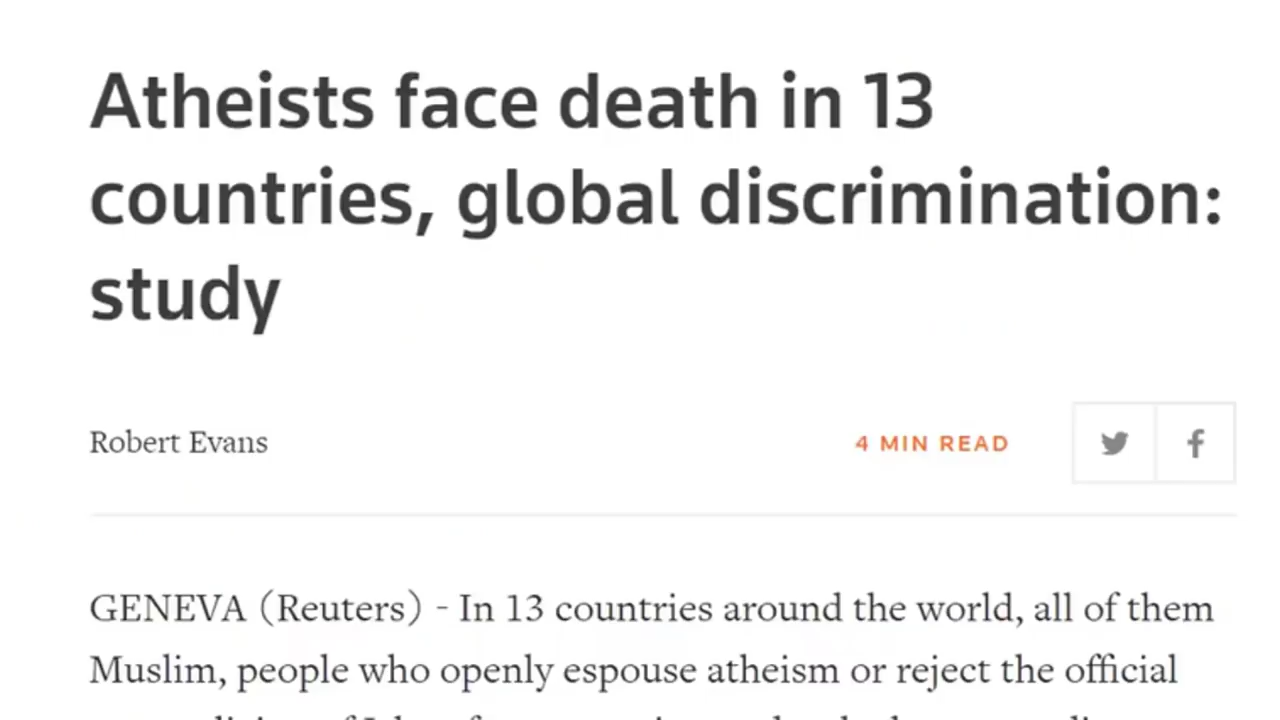 Atheists face death in 13
countries, global discrimination:
study
Robert Evans
4 MIN READ
GENEVA (Reuters) - In 13 countries around the world, all of them
Muslim, people who openly espouse atheism or reject the official